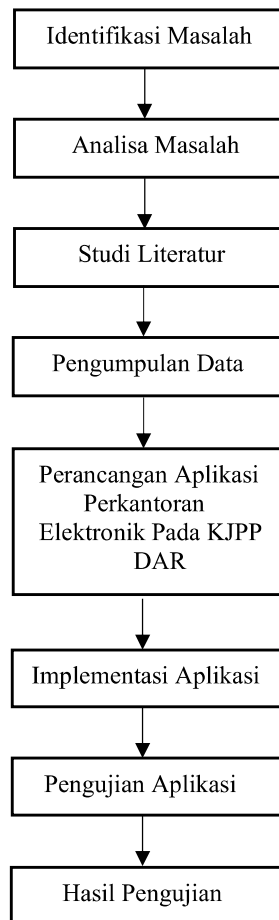 Identifikasi Masalah
Analisa Masalah
Studi Literatur
Pengumpulan Data
Perancangan Aplikasi
Perkantoran
Elektronik Pada KJPP
DAR
Implementasi Aplikasi
Pengujian Aplikasi
Hasil Pengujian